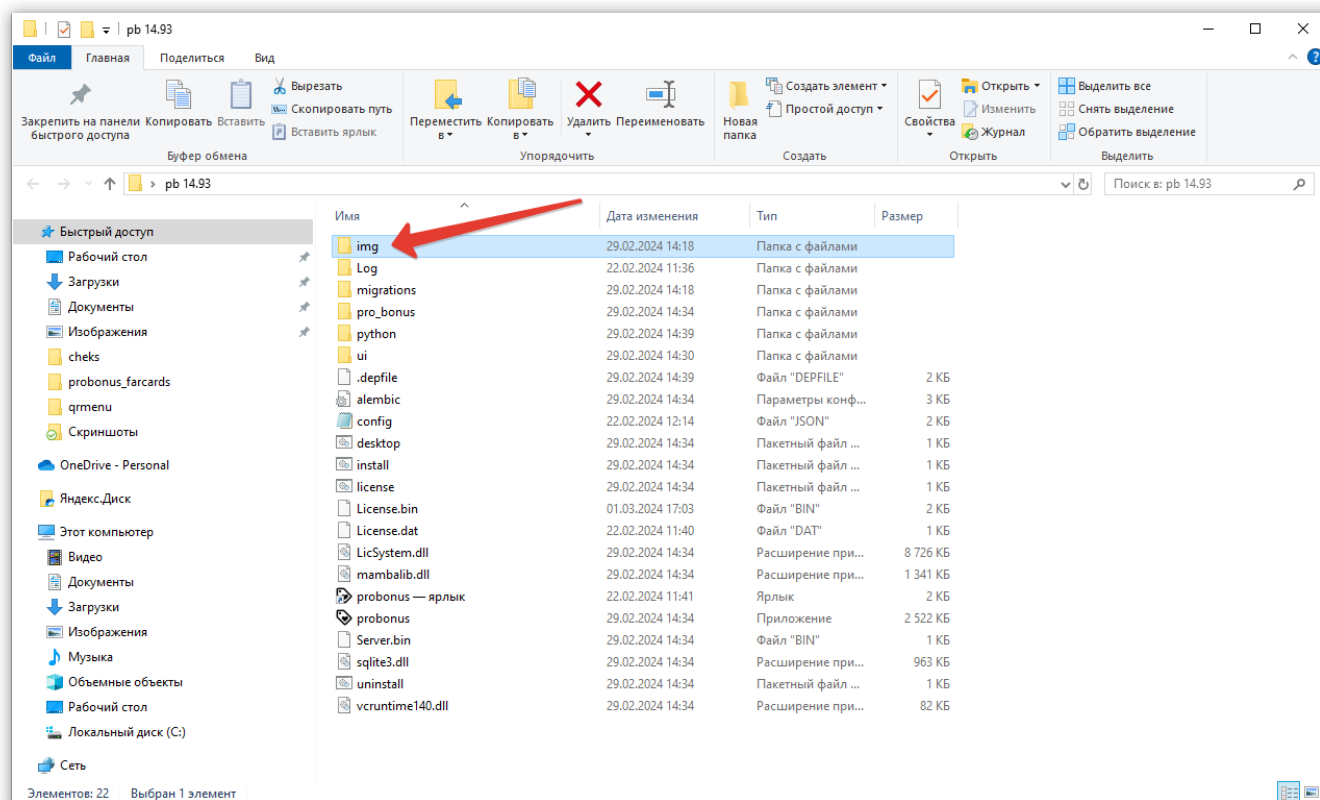 pb 14.93
Файл Главная Поделиться Вид
Закрепить на панели быстрого доступа
Копировать
Вставить
Вырезать
Скопировать путь
Вставить ярлык
Буфер обмена
Переместить в
Копировать в
Удалить
Переименовать
Упорядочить
Новая папка
Создать элемент
Простой доступ
Создать
Свойства
Открыть
Изменить
Журнал
Открыть
Выделить все
Снять выделение
Обратить выделение
Выделить
pb 14.93
Поиск в: pb 14.93
Быстрый доступ
Рабочий стол
Загрузки
Документы
Изображения
cheks
probonus_farcards
qrmenu
Скриншоты
OneDrive - Personal
Яндекс.Диск
Этот компьютер
Видео
Документы
Загрузки
Изображения
Музыка
Объемные объекты
Рабочий стол
Локальный диск (C:)
Сеть
Имя Дата изменения Тип Размер
img 29.02.2024 14:18 Папка с файлами
Log 22.02.2024 11:36 Папка с файлами
migrations 29.02.2024 14:18 Папка с файлами
pro_bonus 29.02.2024 14:34 Папка с файлами
python 29.02.2024 14:39 Папка с файлами
ui 29.02.2024 14:30 Папка с файлами
.depfile 29.02.2024 14:39 Файл "DEPFILE" 2 КБ
alembic 29.02.2024 14:34 Параметры конф... 3 КБ
config 22.02.2024 12:14 Файл "JSON" 2 КБ
desktop 29.02.2024 14:34 Пакетный файл ... 1 КБ
install 29.02.2024 14:34 Пакетный файл ... 1 КБ
license 29.02.2024 14:34 Пакетный файл ... 1 КБ
License.bin 01.03.2024 17:03 Файл "BIN" 2 КБ
License.dat 22.02.2024 11:40 Файл "DAT" 1 КБ
LicSystem.dll 29.02.2024 14:34 Расширение при... 8 726 КБ
mambalib.dll 29.02.2024 14:34 Расширение при... 1 341 КБ
probonus — ярлык 22.02.2024 11:41 Ярлык 2 КБ
probonus 29.02.2024 14:34 Приложение 2 522 КБ
Server.bin 29.02.2024 14:34 Файл "BIN" 1 КБ
sqlite3.dll 29.02.2024 14:34 Расширение при... 963 КБ
uninstall 29.02.2024 14:34 Пакетный файл ... 1 КБ
vcruntime140.dll 29.02.2024 14:34 Расширение при... 82 КБ
Элементов: 22 Выбран 1 элемент